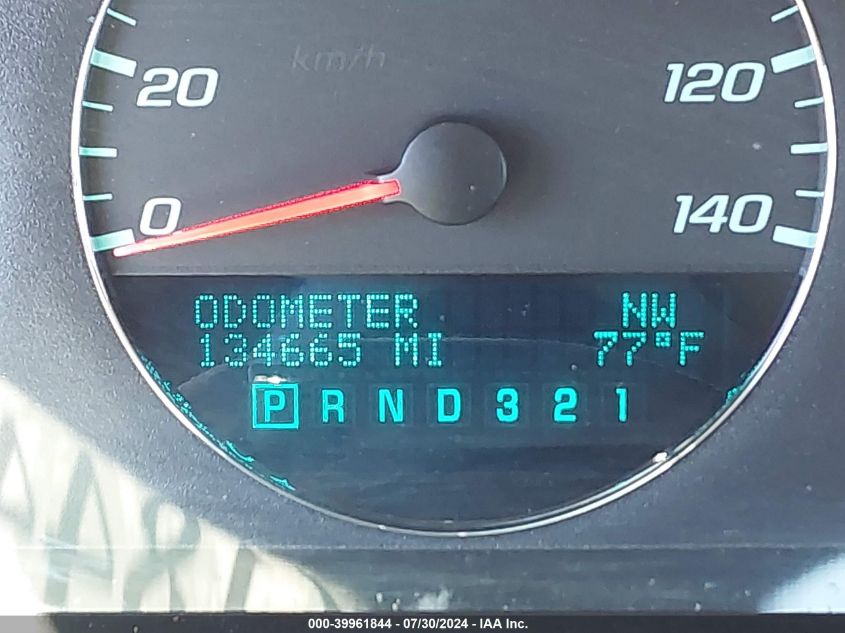 km/h
20 120
0 140
ODOMETER NW
134665 MI 77°F
P R N D 3 2 1
000-39961844 - 07/30/2024 - IAA Inc.